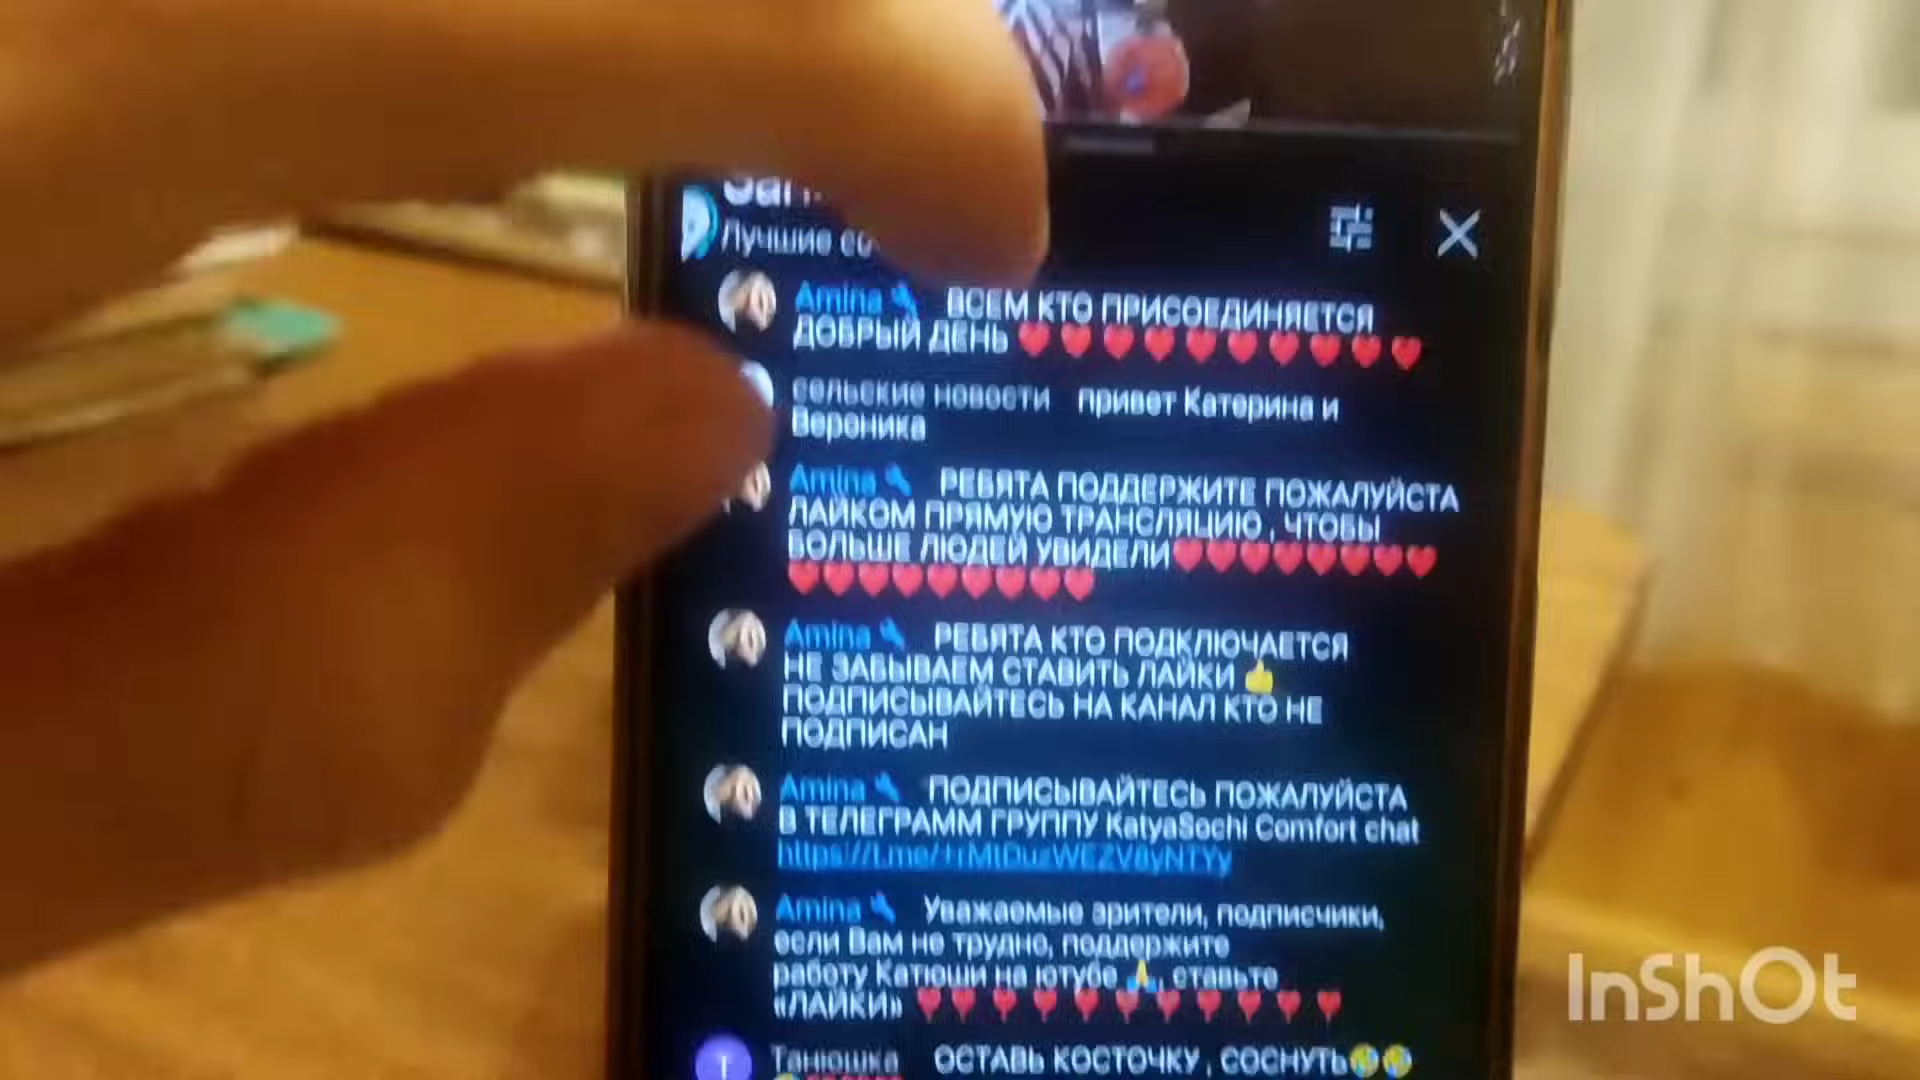 Лучшие со
Amina ВСЕМ КТО ПРИСОЕДИНЯЕТСЯ
ДОБРЫЙ ДЕНЬ ❤️❤️❤️❤️❤️❤️❤️❤️❤️❤️
сельские новости привет Катерина и
Вероника
Amina РЕБЯТА ПОДДЕРЖИТЕ ПОЖАЛУЙСТА
ЛАЙКОМ ПРЯМУЮ ТРАНСЛЯЦИЮ , ЧТОБЫ
БОЛЬШЕ ЛЮДЕЙ УВИДЕЛИ❤️❤️❤️❤️❤️❤️❤️❤️
❤️❤️❤️❤️❤️❤️❤️❤️❤️
Amina РЕБЯТА КТО ПОДКЛЮЧАЕТСЯ
НЕ ЗАБЫВАЕМ СТАВИТЬ ЛАЙКИ 👍
ПОДПИСЫВАЙТЕСЬ НА КАНАЛ КТО НЕ
ПОДПИСАН
Amina ПОДПИСЫВАЙТЕСЬ ПОЖАЛУЙСТА
В ТЕЛЕГРАММ ГРУППУ KatyaSochi Comfort chat
Amina Уважаемые зрители, подписчики,
если Вам не трудно, поддержите
работу Катюши на ютубе 🙏, ставьте
«ЛАЙКИ» ❣️❣️❣️❣️❣️❣️❣️❣️❣️❣️❣️
Т Танюшка ОСТАВЬ КОСТОЧКУ , СОСНУТЬ🤣🤣
InShOt